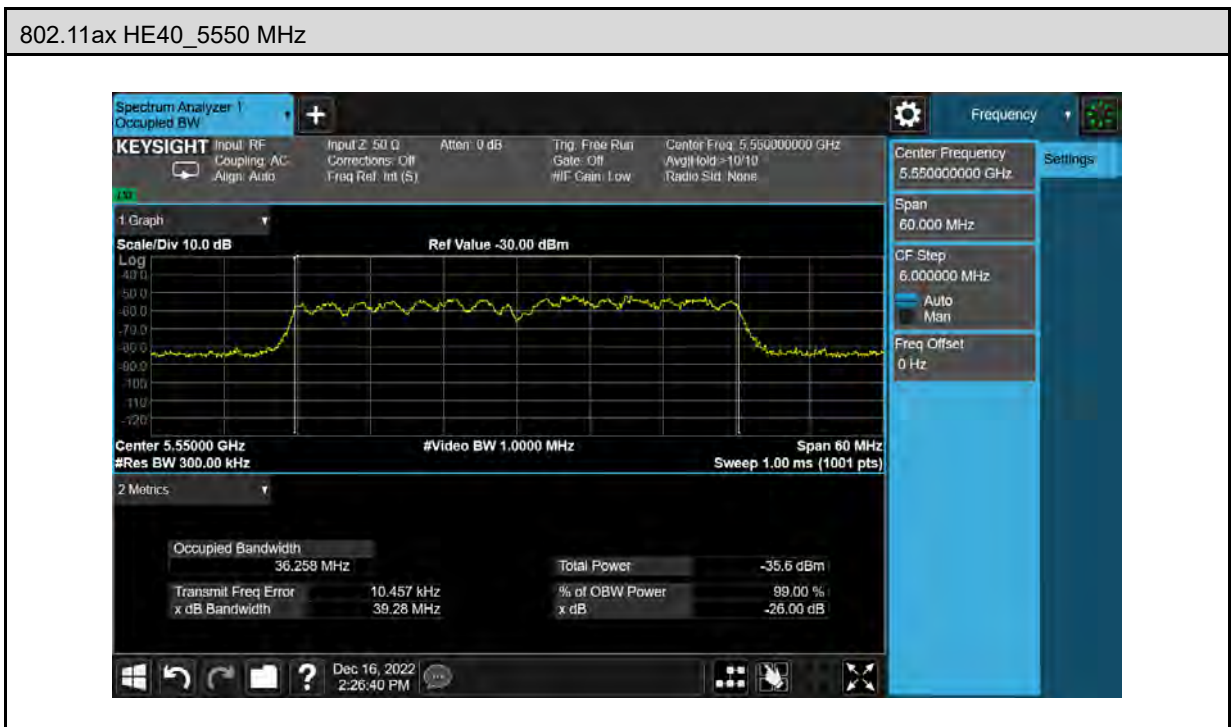 802.11ax HE40_5550 MHz
Spectrum Analyzer 1
Occupied BW
Frequency
KEYSIGHT Input: RF
Coupling: AC
Align: Auto
Input Z: 50 Ω
Corrections: Off
Freq Ref: Int (S)
Atten: 0 dB
Trig: Free Run
Gate: Off
#IF Gain: Low
Center Freq: 5.550000000 GHz
Avg|Hold:>10/10
Radio Std: None
Center Frequency
5.550000000 GHz
Settings
Span
60.000 MHz
CF Step
6.000000 MHz
Auto
Man
Freq Offset
0 Hz
1 Graph
Scale/Div 10.0 dB
Ref Value -30.00 dBm
Log
-40.0
-50.0
-60.0
-70.0
-80.0
-90.0
-100
-110
-120
Center 5.55000 GHz
#Video BW 1.0000 MHz
Span 60 MHz
#Res BW 300.00 kHz
Sweep 1.00 ms (1001 pts)
2 Metrics
Occupied Bandwidth
36.258 MHz
Total Power -35.6 dBm
Transmit Freq Error 10.457 kHz
% of OBW Power 99.00 %
x dB Bandwidth 39.28 MHz
x dB -26.00 dB
Dec 16, 2022
2:26:40 PM